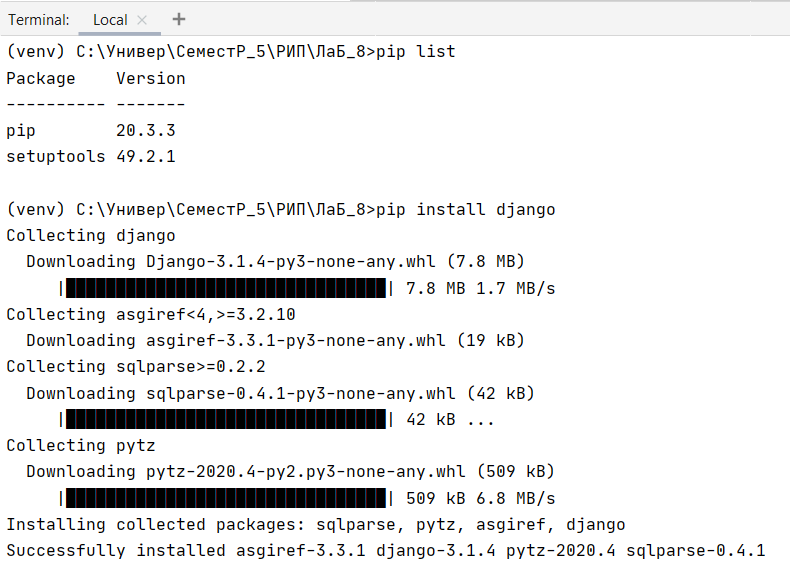 Terminal: Local × +
(venv) C:\Универ\СеместР_5\РИП\ЛаБ_8>pip list
Package    Version
---------- -------
pip        20.3.3
setuptools 49.2.1
(venv) C:\Универ\СеместР_5\РИП\ЛаБ_8>pip install django
Collecting django
  Downloading Django-3.1.4-py3-none-any.whl (7.8 MB)
     |████████████████████████████████| 7.8 MB 1.7 MB/s
Collecting asgiref<4,>=3.2.10
  Downloading asgiref-3.3.1-py3-none-any.whl (19 kB)
Collecting sqlparse>=0.2.2
  Downloading sqlparse-0.4.1-py3-none-any.whl (42 kB)
     |████████████████████████████████| 42 kB ...
Collecting pytz
  Downloading pytz-2020.4-py2.py3-none-any.whl (509 kB)
     |████████████████████████████████| 509 kB 6.8 MB/s
Installing collected packages: sqlparse, pytz, asgiref, django
Successfully installed asgiref-3.3.1 django-3.1.4 pytz-2020.4 sqlparse-0.4.1